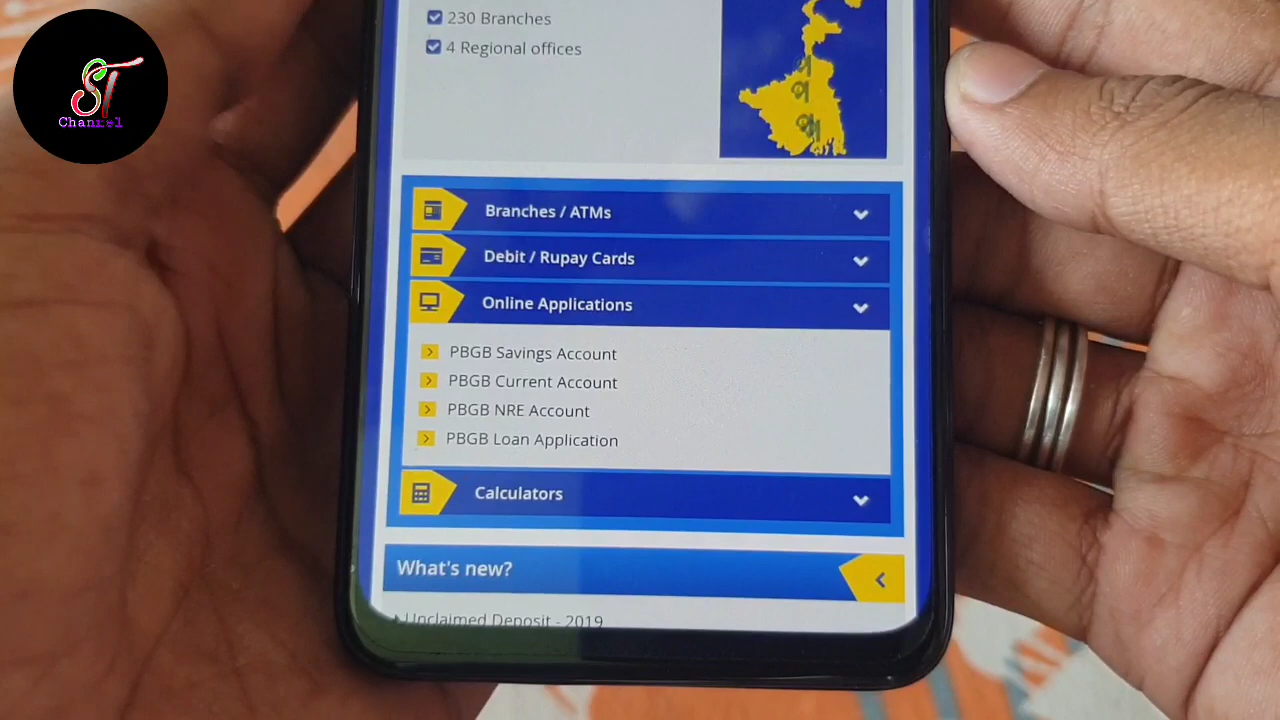 230 Branches
4 Regional offices
ST
Channel
Branches / ATMs
Debit / Rupay Cards
Online Applications
PBGB Savings Account
PBGB Current Account
PBGB NRE Account
PBGB Loan Application
Calculators
What's new?
Unclaimed Deposit - 2019